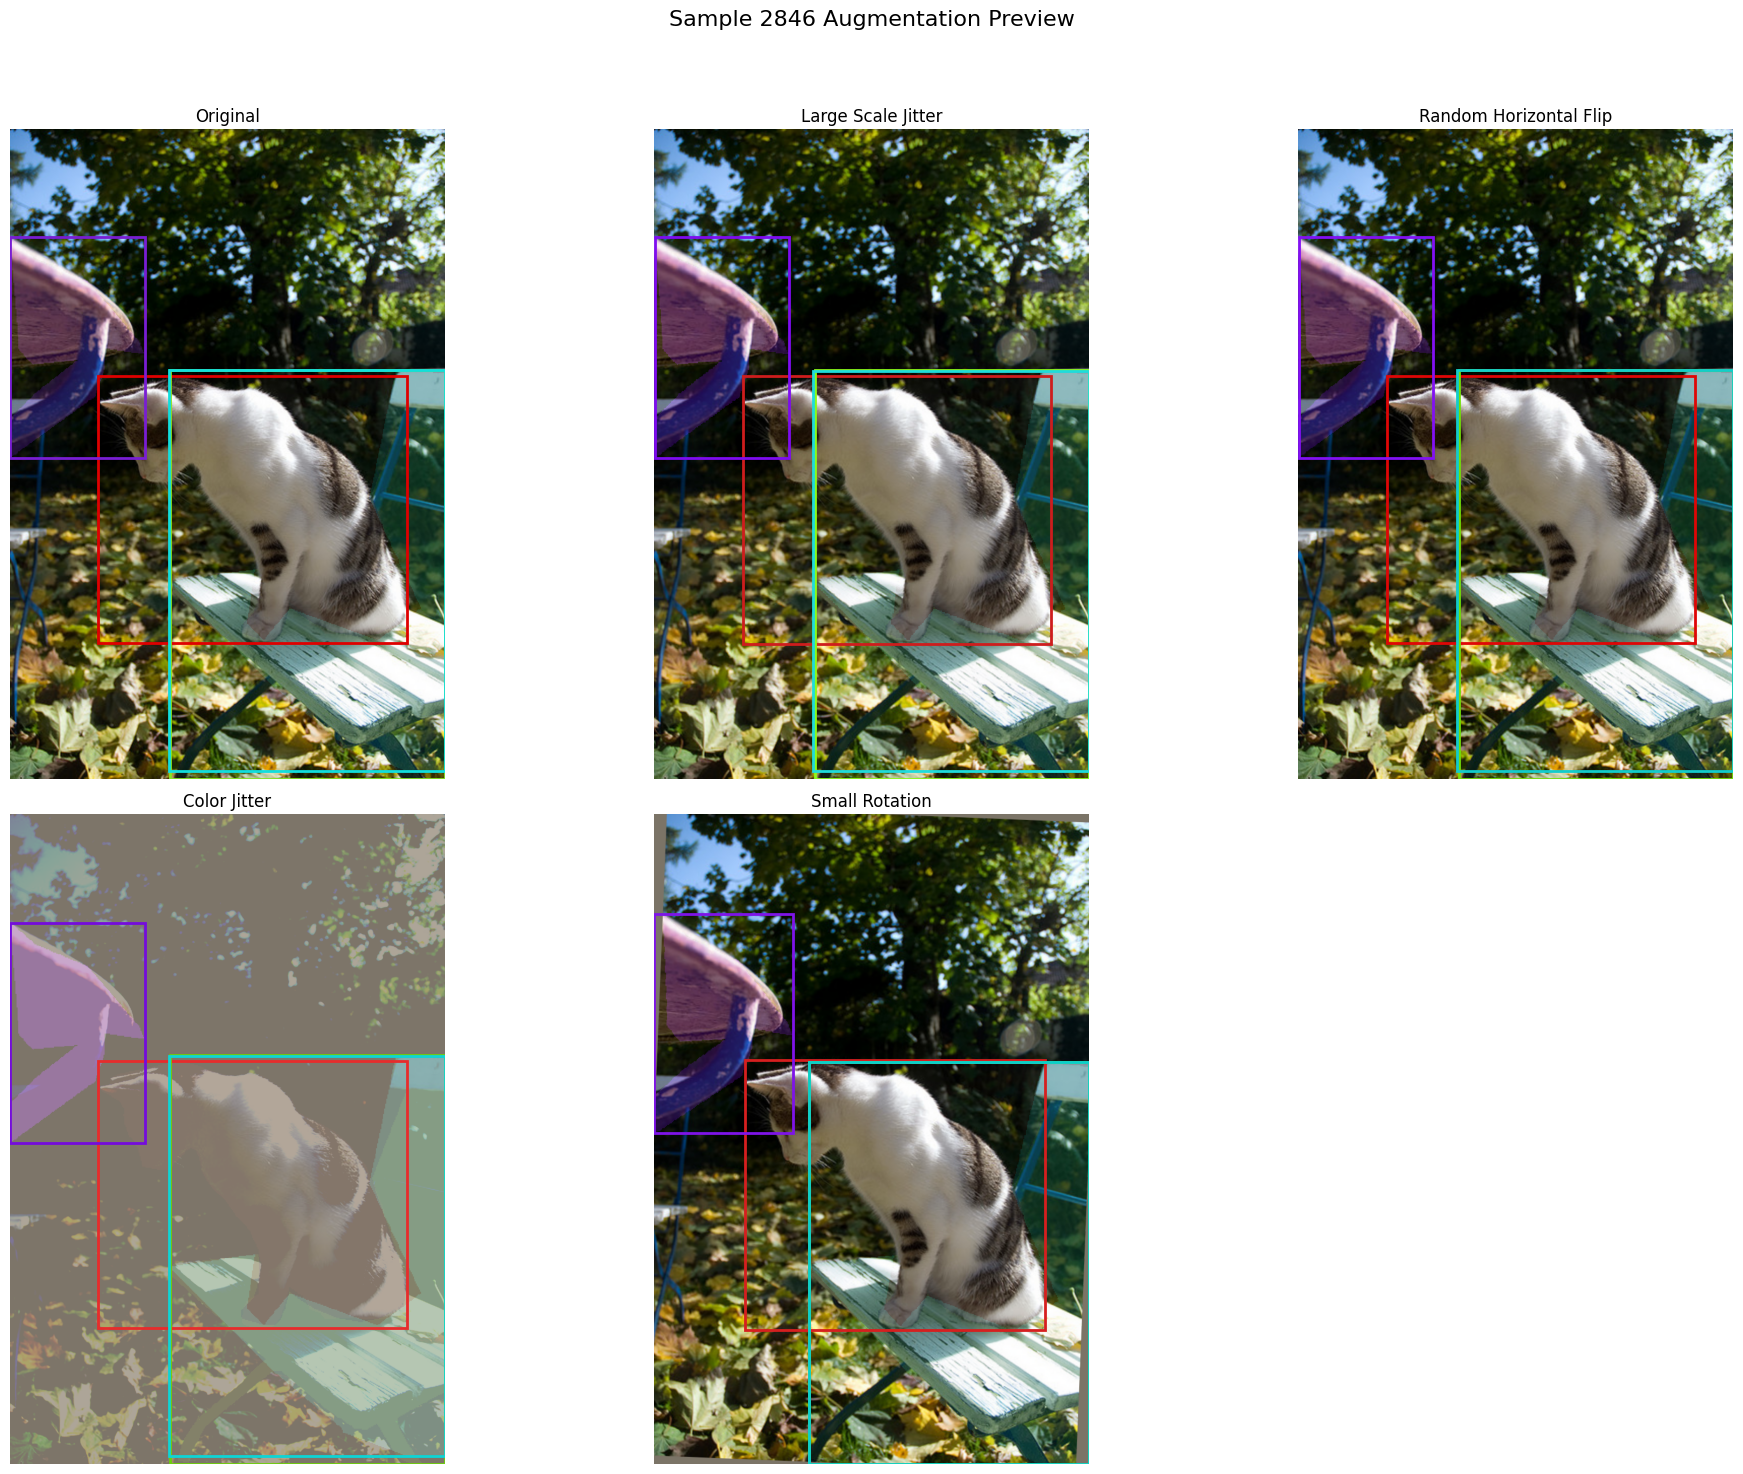 Sample 2846 Augmentation Preview
Original
Large Scale Jitter
Random Horizontal Flip
Color Jitter
Small Rotation